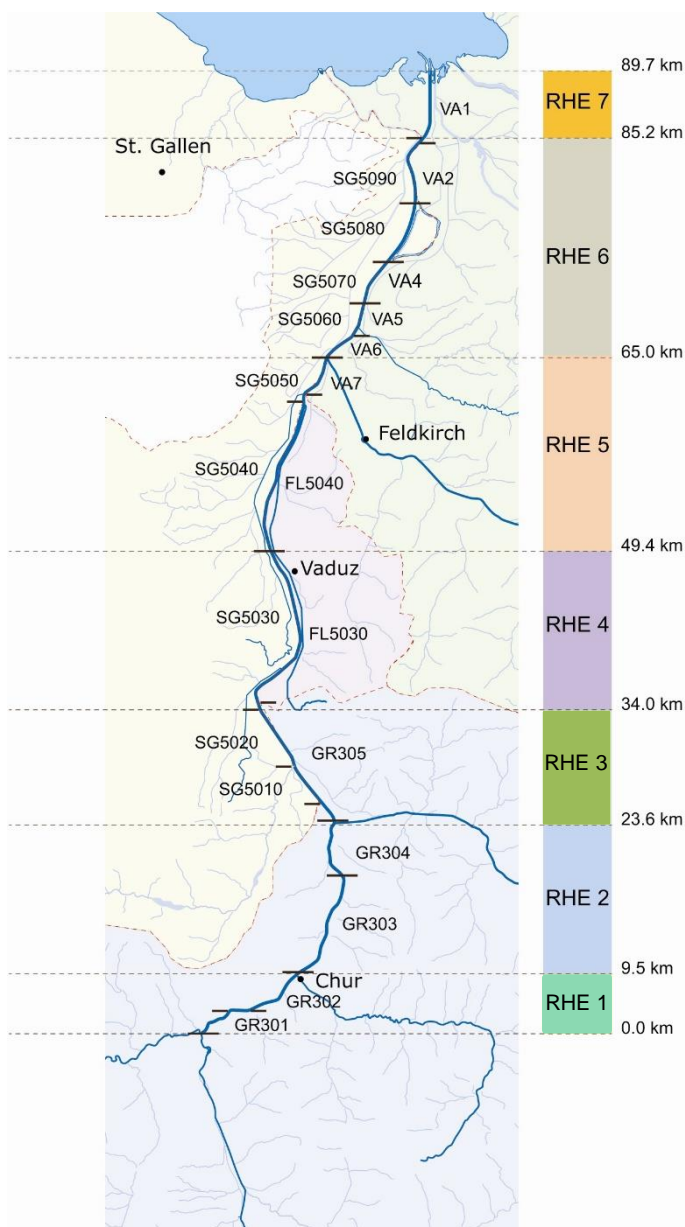 89.7 km
VA1
RHE 7
85.2 km
St. Gallen
SG5090
VA2
SG5080
RHE 6
SG5070
VA4
SG5060
VA5
VA6
65.0 km
SG5050
VA7
Feldkirch
RHE 5
SG5040
FL5040
49.4 km
Vaduz
SG5030
FL5030
RHE 4
34.0 km
SG5020
GR305
RHE 3
SG5010
23.6 km
GR304
RHE 2
GR303
9.5 km
Chur
GR302
RHE 1
GR301
0.0 km